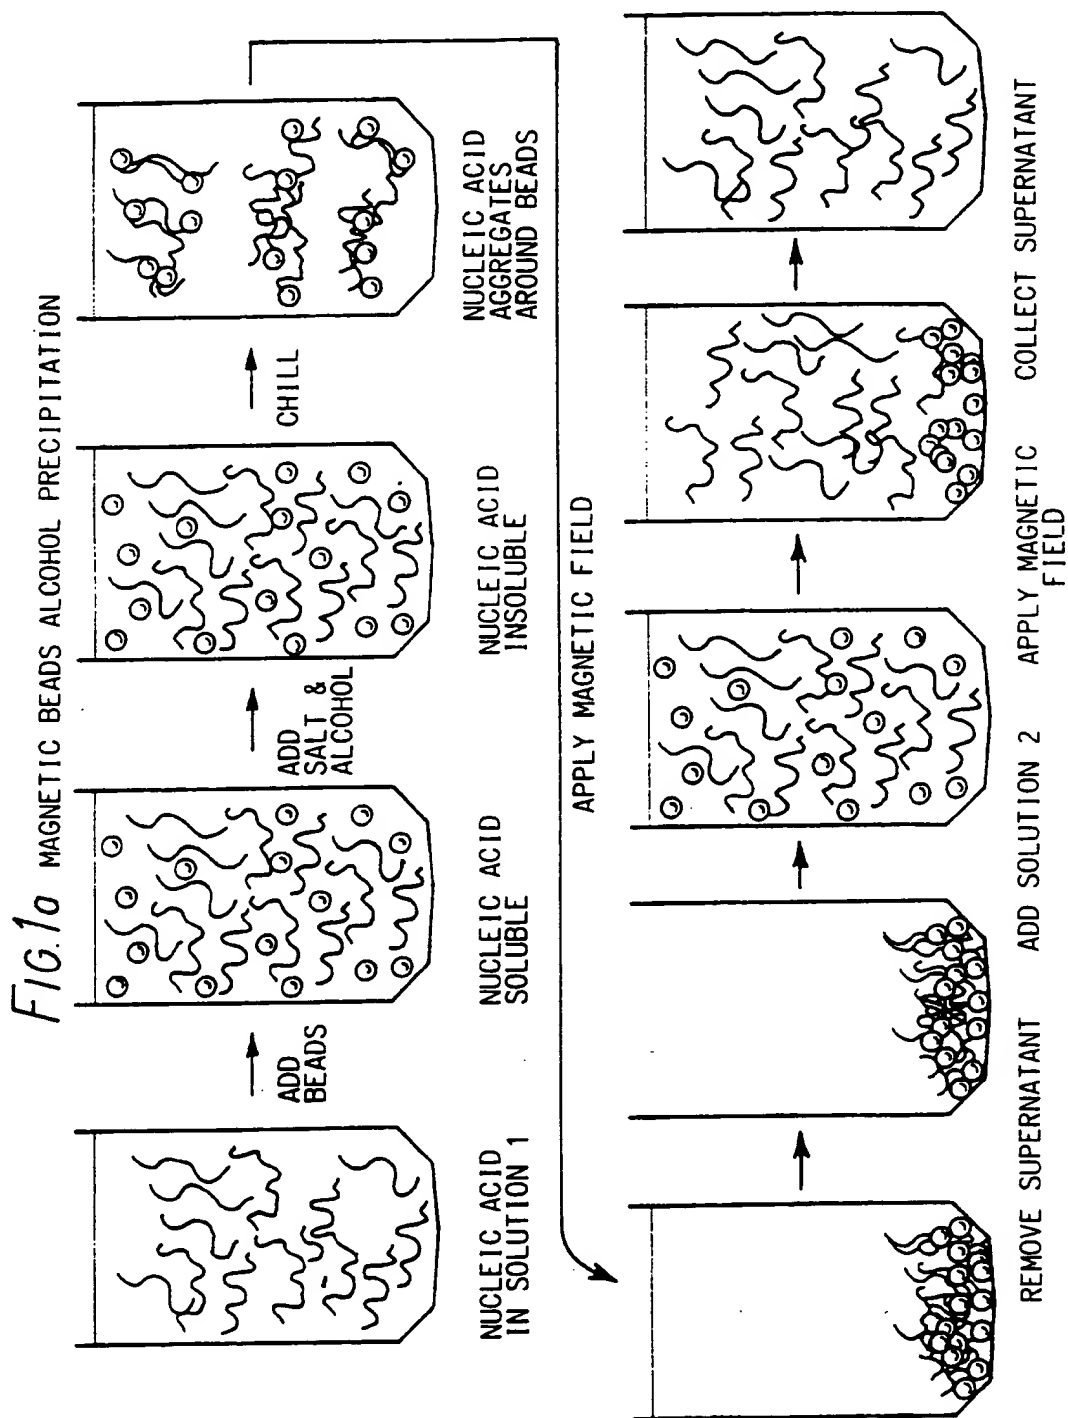 FIG.1a MAGNETIC BEADS ALCOHOL PRECIPITATION
ADD
BEADS
ADD
SALT &
ALCOHOL
CHILL
NUCLEIC ACID
IN SOLUTION 1
NUCLEIC ACID
SOLUBLE
NUCLEIC ACID
INSOLUBLE
NUCLEIC ACID
AGGREGATES
AROUND BEADS
APPLY MAGNETIC FIELD
REMOVE SUPERNATANT
ADD SOLUTION 2
APPLY MAGNETIC
FIELD
COLLECT SUPERNATANT